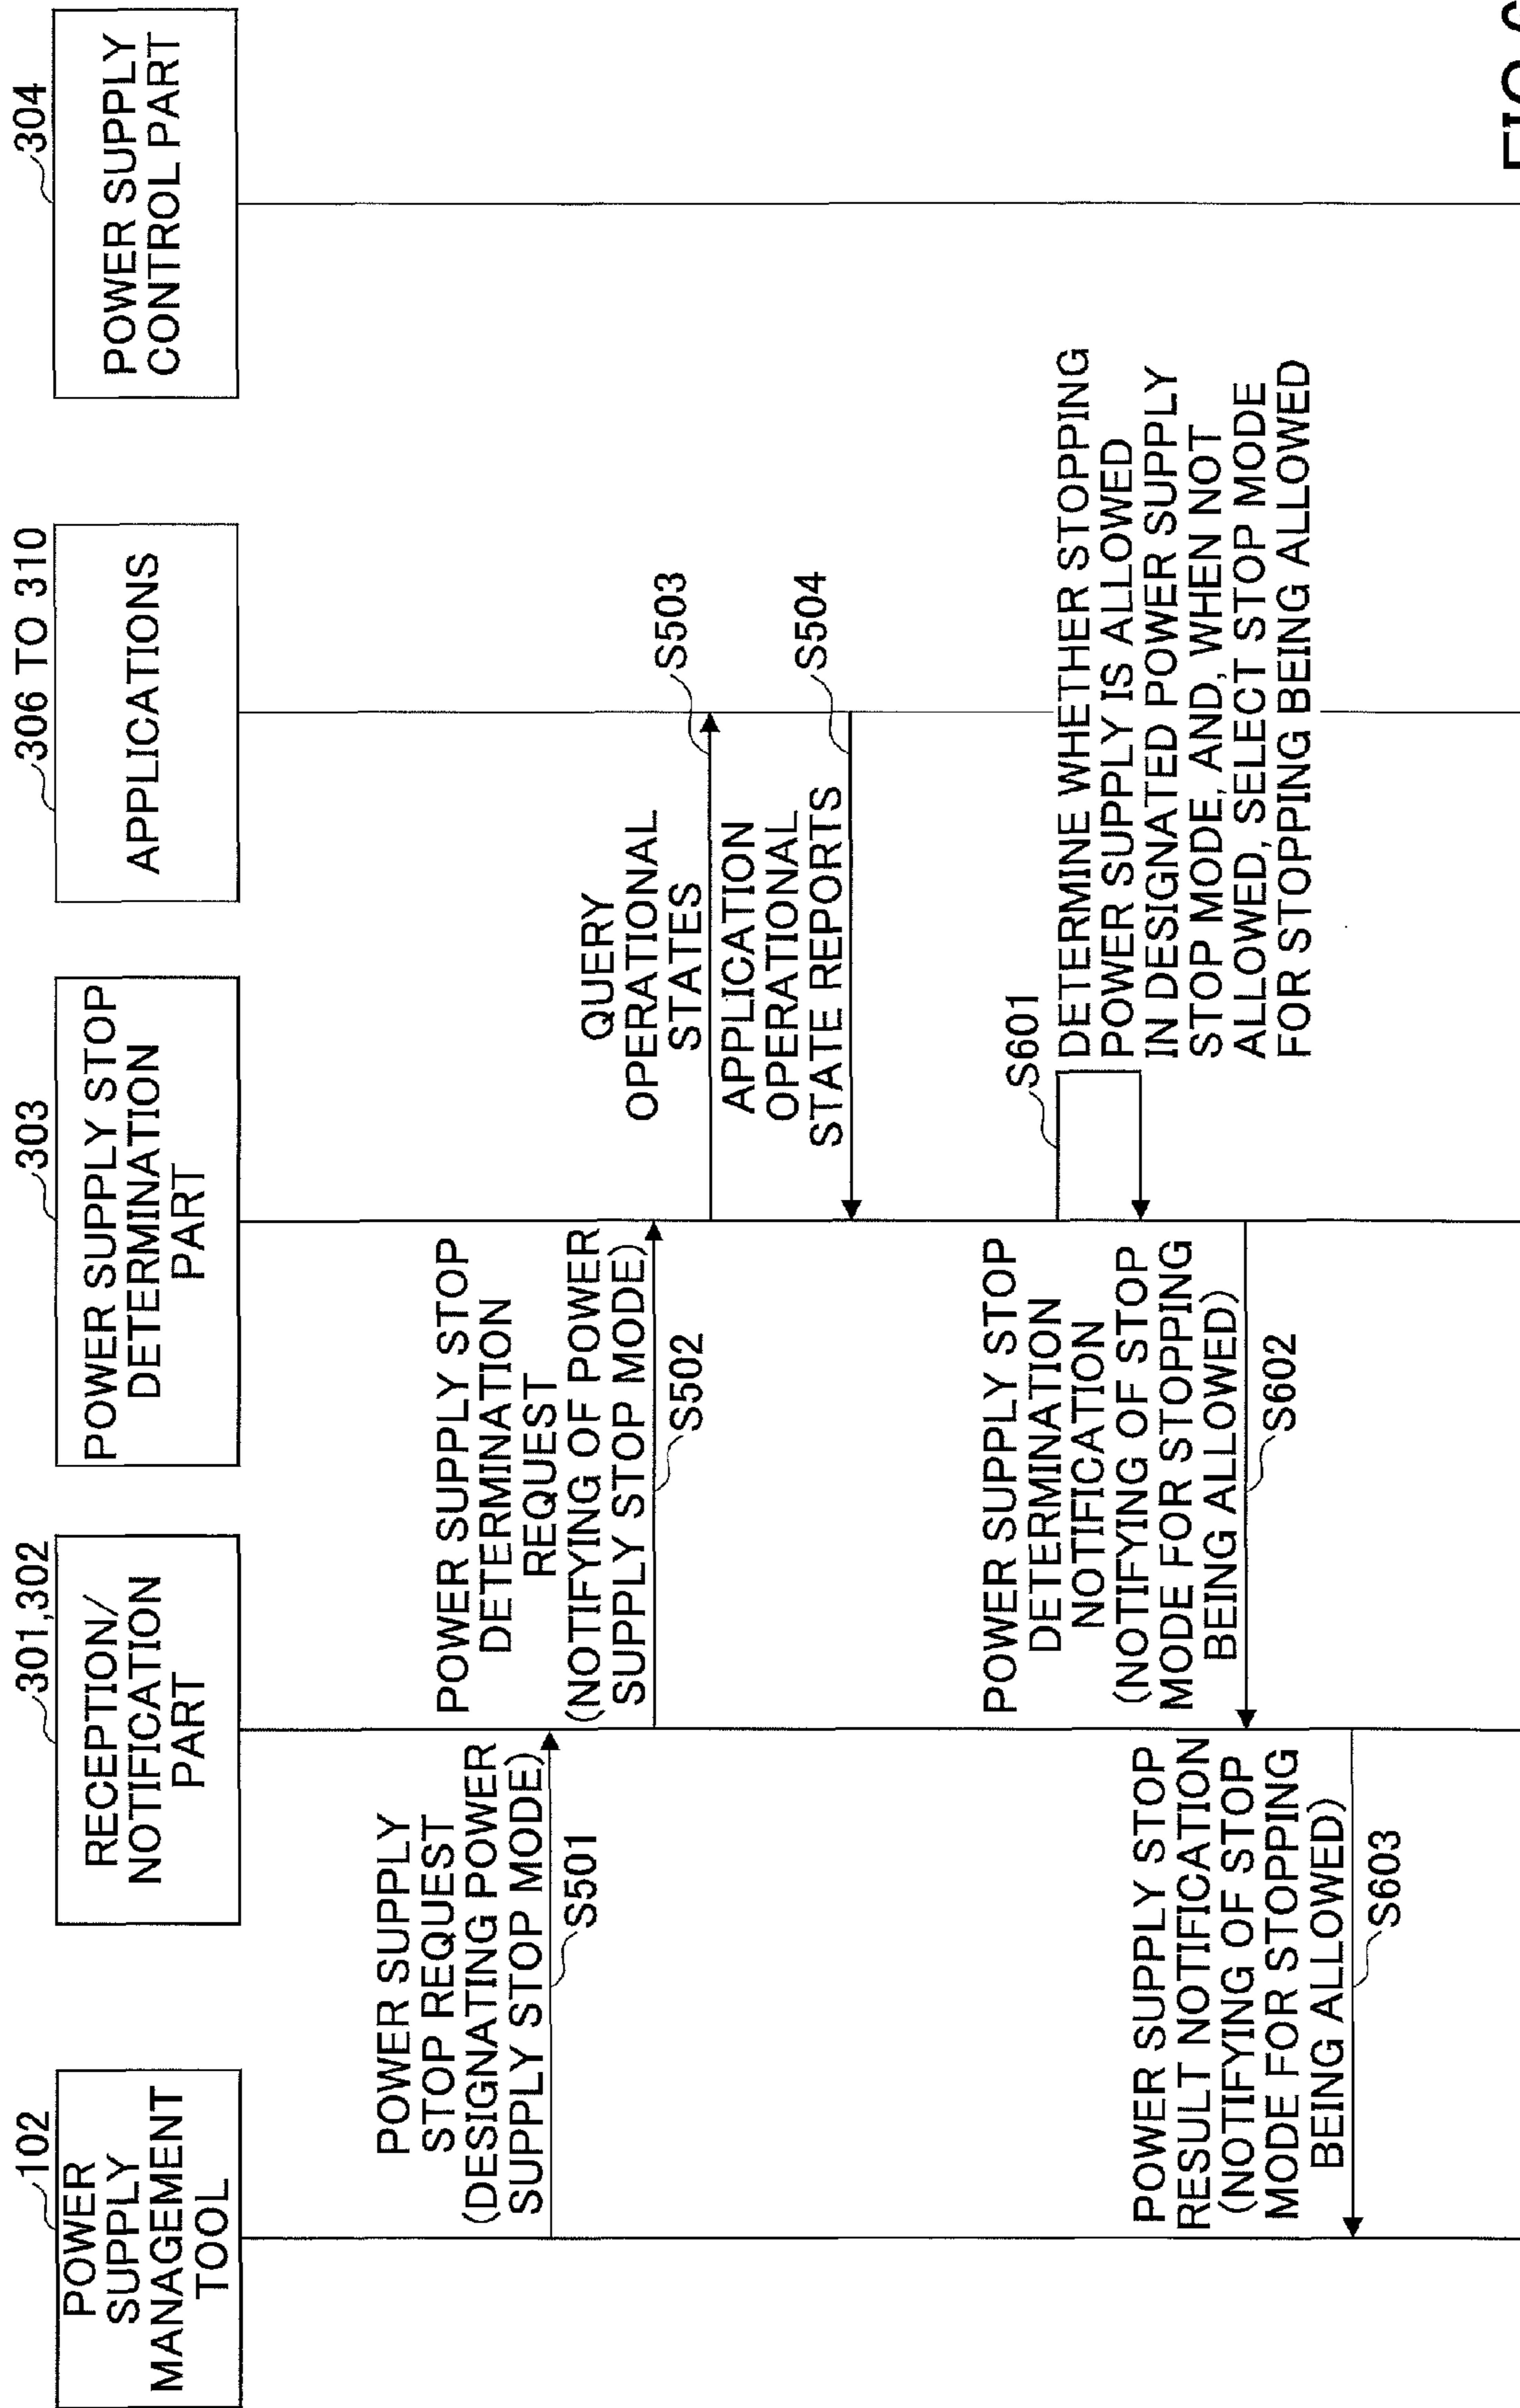 102
POWER
SUPPLY
MANAGEMENT
TOOL
301,302
RECEPTION/
NOTIFICATION
PART
303
POWER SUPPLY STOP
DETERMINATION
PART
306 TO 310
APPLICATIONS
304
POWER SUPPLY
CONTROL PART
POWER SUPPLY
STOP REQUEST
(DESIGNATING POWER
SUPPLY STOP MODE)
S501
POWER SUPPLY STOP
DETERMINATION
REQUEST
(NOTIFYING OF POWER
SUPPLY STOP MODE)
S502
QUERY
OPERATIONAL
STATES
S503
APPLICATION
OPERATIONAL
STATE REPORTS
S504
S601
DETERMINE WHETHER STOPPING
POWER SUPPLY IS ALLOWED
IN DESIGNATED POWER SUPPLY
STOP MODE, AND, WHEN NOT
ALLOWED, SELECT STOP MODE
FOR STOPPING BEING ALLOWED
POWER SUPPLY STOP
DETERMINATION
NOTIFICATION
(NOTIFYING OF STOP
MODE FOR STOPPING
BEING ALLOWED)
S602
POWER SUPPLY STOP
RESULT NOTIFICATION
(NOTIFYING OF STOP
MODE FOR STOPPING
BEING ALLOWED)
S603